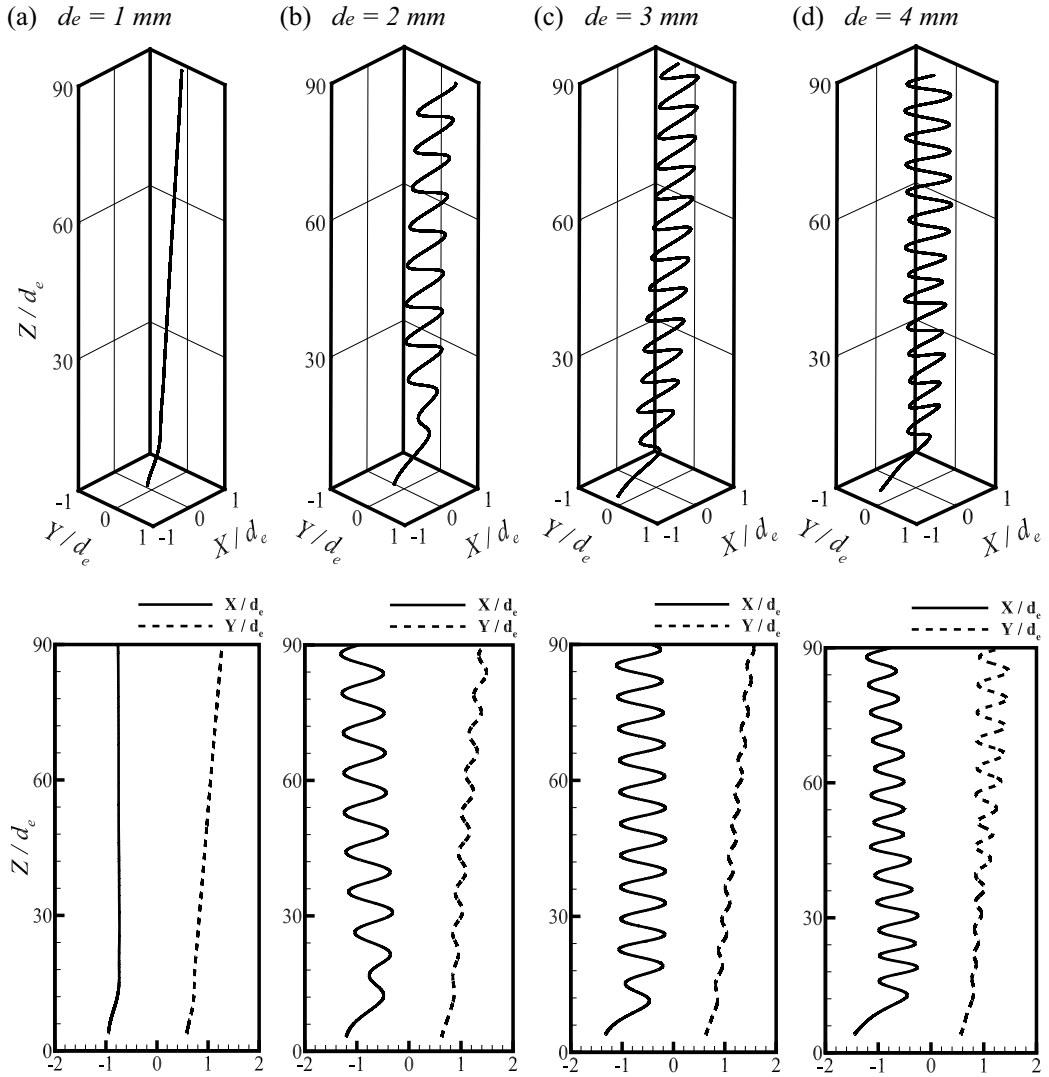 (a) de = 1 mm (b) de = 2 mm (c) de = 3 mm (d) de = 4 mm
90 90 90 90
60 60 60 60
Z / de
30 30 30 30
-1 0 1 -1 0 1
Y / de X / de
-1 0 1 -1 0 1
Y / de X / de
-1 0 1 -1 0 1
Y / de X / de
-1 0 1 -1 0 1
Y / de X / de
X / de X / de X / de X / de
Y / de Y / de Y / de Y / de
90 90 90 90
60 60 60 60
Z / de
30 30 30 30
0 0 0 0
-2 -1 0 1 2 -2 -1 0 1 2 -2 -1 0 1 2 -2 -1 0 1 2